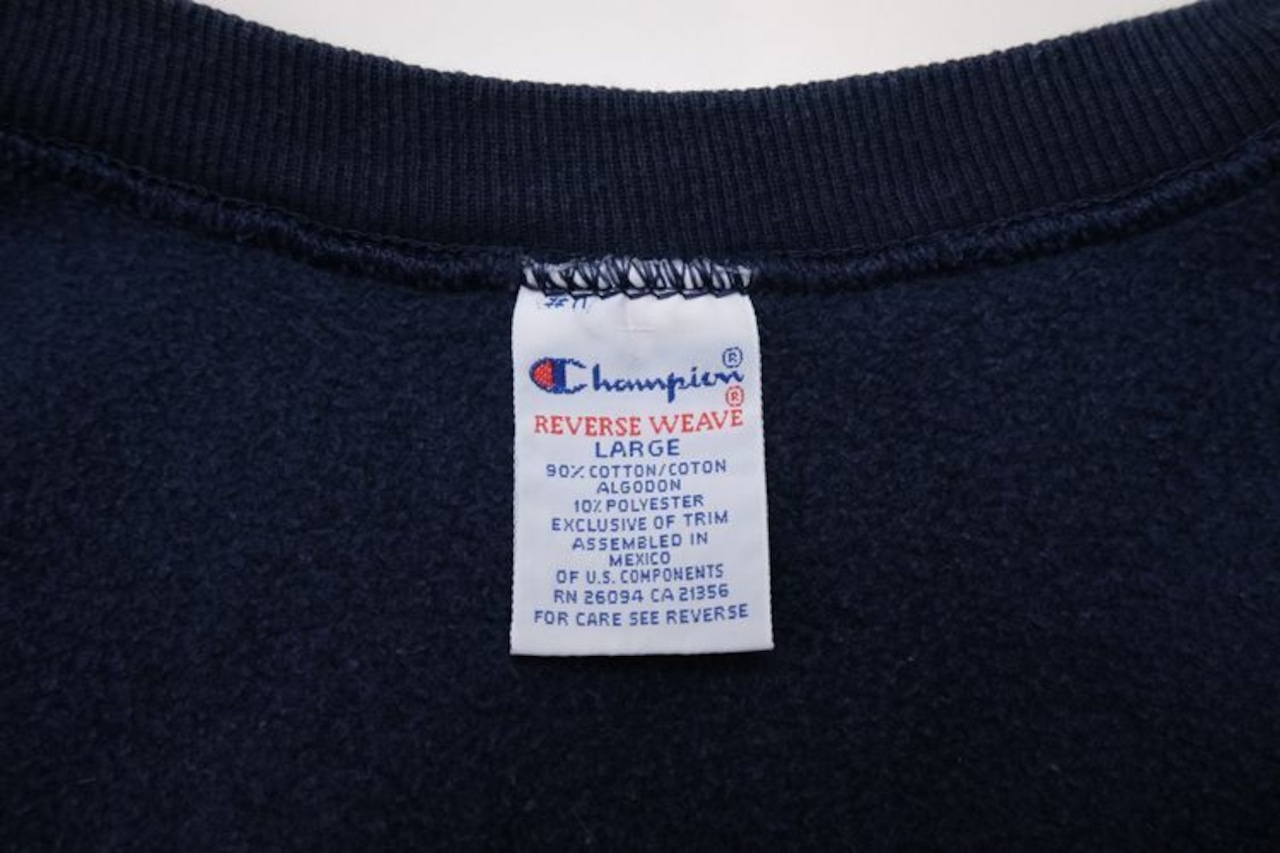 Champion®
®
REVERSE WEAVE
LARGE
90% COTTON/COTON
ALGODON
10% POLYESTER
EXCLUSIVE OF TRIM
ASSEMBLED IN
MEXICO
OF U.S. COMPONENTS
RN 26094 CA 21356
FOR CARE SEE REVERSE